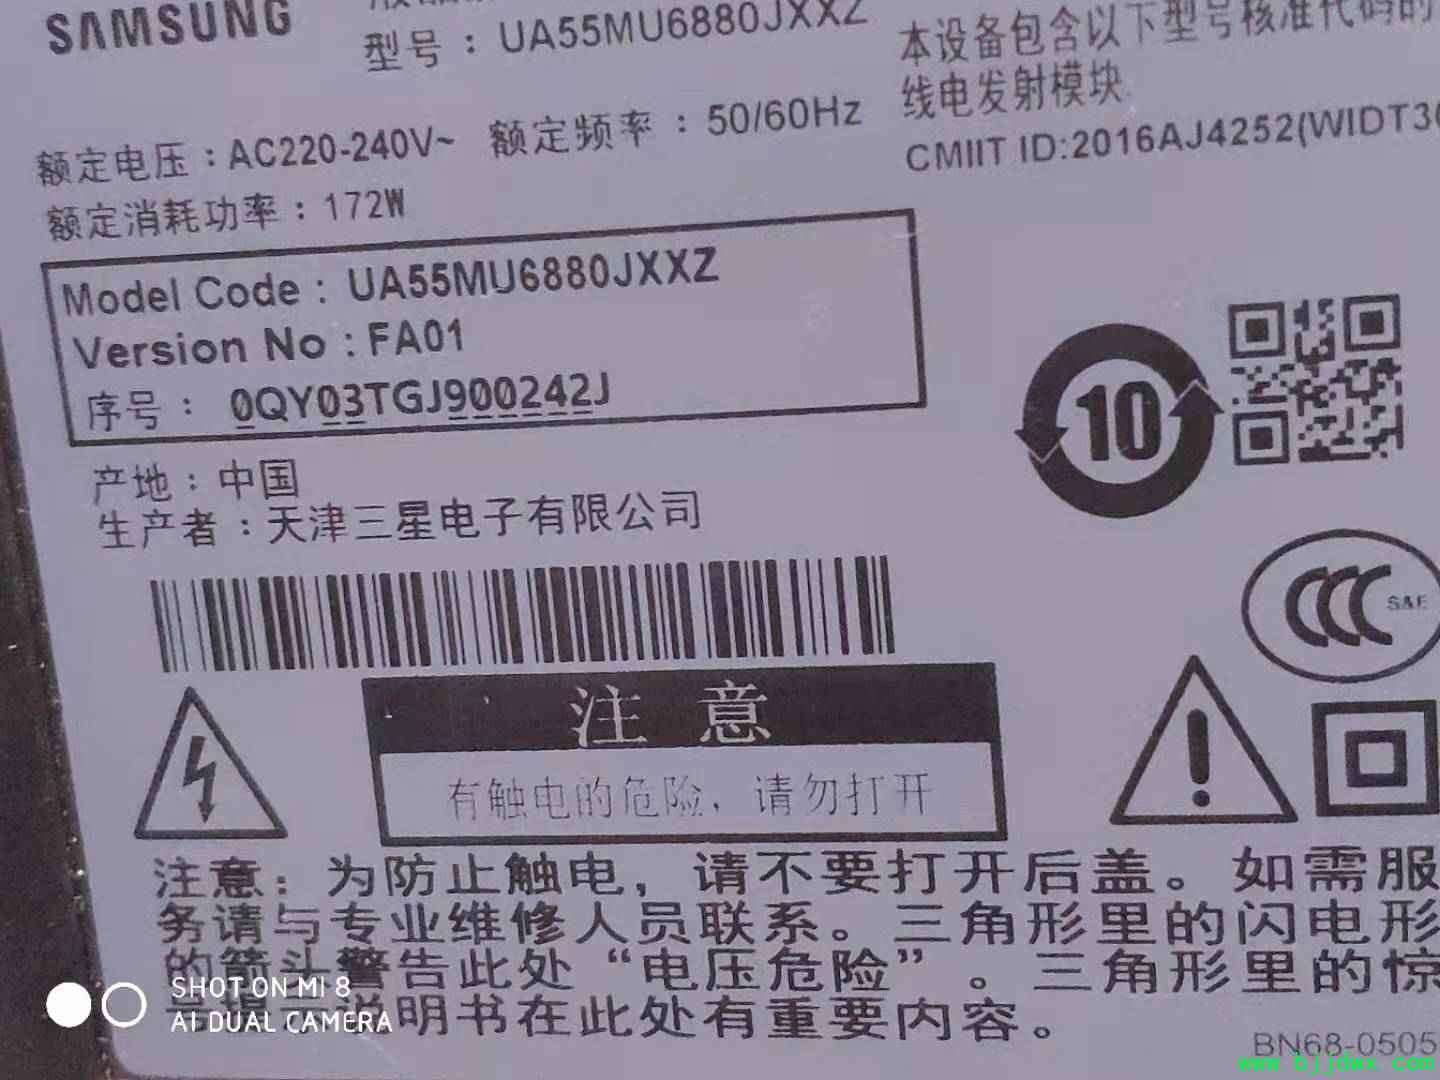 SAMSUNG
型号：UA55MU6880JXXZ
本设备包含以下型号核准代码的
线电发射模块
额定电压：AC220-240V~ 额定频率：50/60Hz
CMIIT ID:2016AJ4252(WIDT30
额定消耗功率：172W
Model Code : UA55MU6880JXXZ
Version No : FA01
序号： 0QY03TGJ900242J
10
产地：中国
生产者：天津三星电子有限公司
CCC S&E
注意
有触电的危险，请勿打开
注意：为防止触电，请不要打开后盖。如需服
务请与专业维修人员联系。三角形里的闪电形
的箭头警告此处“电压危险”。三角形里的惊
说明书在此处有重要内容。
SHOT ON MI 8
AI DUAL CAMERA
BN68-0505
www.bjjdwx.com